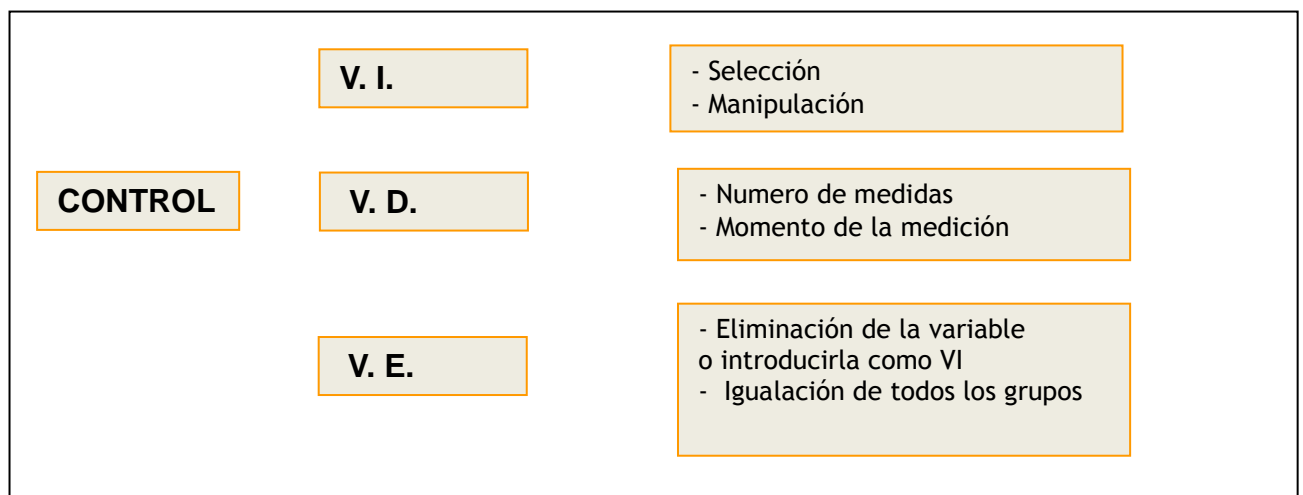 V. I.
- Selección
- Manipulación
CONTROL
V. D.
- Numero de medidas
- Momento de la medición
V. E.
- Eliminación de la variable
o introducirla como VI
- Igualación de todos los grupos